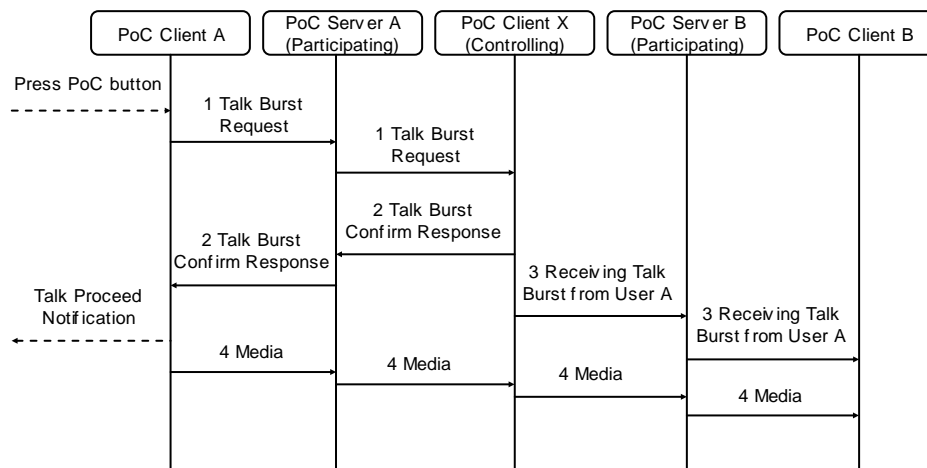 PoC Client A
PoC Server A
(Participating)
PoC Client X
(Controlling)
PoC Server B
(Participating)
PoC Client B
Press PoC button
1 Talk Burst
Request
1 Talk Burst
Request
2 Talk Burst
Confirm Response
2 Talk Burst
Confirm Response
3 Receiving Talk
Burst from User A
Talk Proceed
Notification
3 Receiving Talk
Burst from User A
4 Media
4 Media
4 Media
4 Media